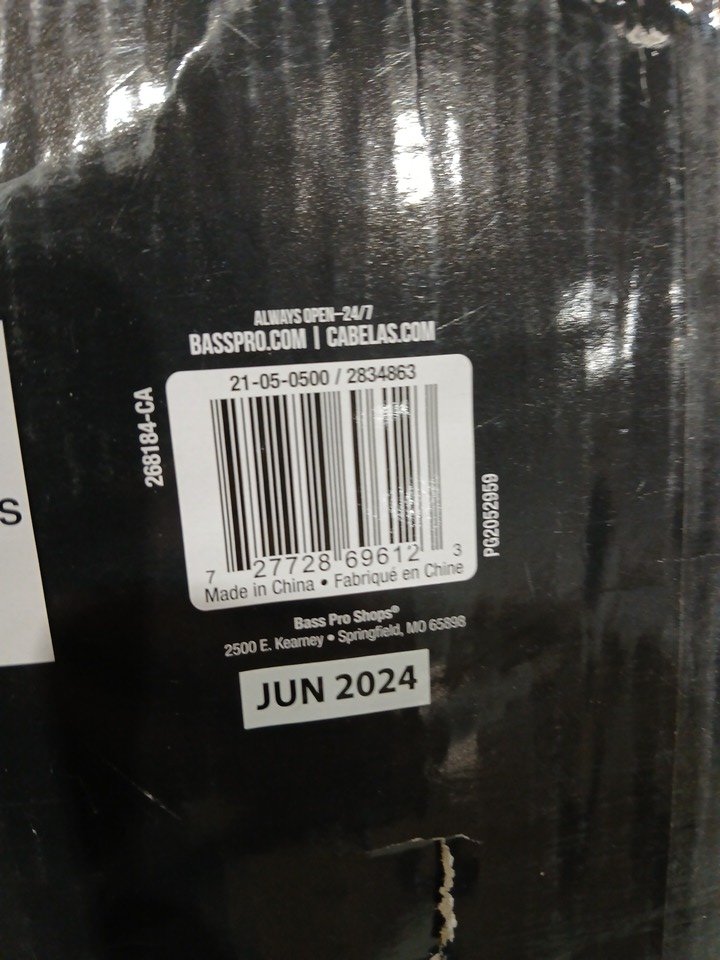 ALWAYS OPEN—24/7
BASSPRO.COM | CABELAS.COM
21-05-0500 / 2834863
268184-CA
PG2052959
7 27728 69612 3
Made in China • Fabriqué en Chine
Bass Pro Shops®
2500 E. Kearney • Springfield, MO 65898
JUN 2024
S